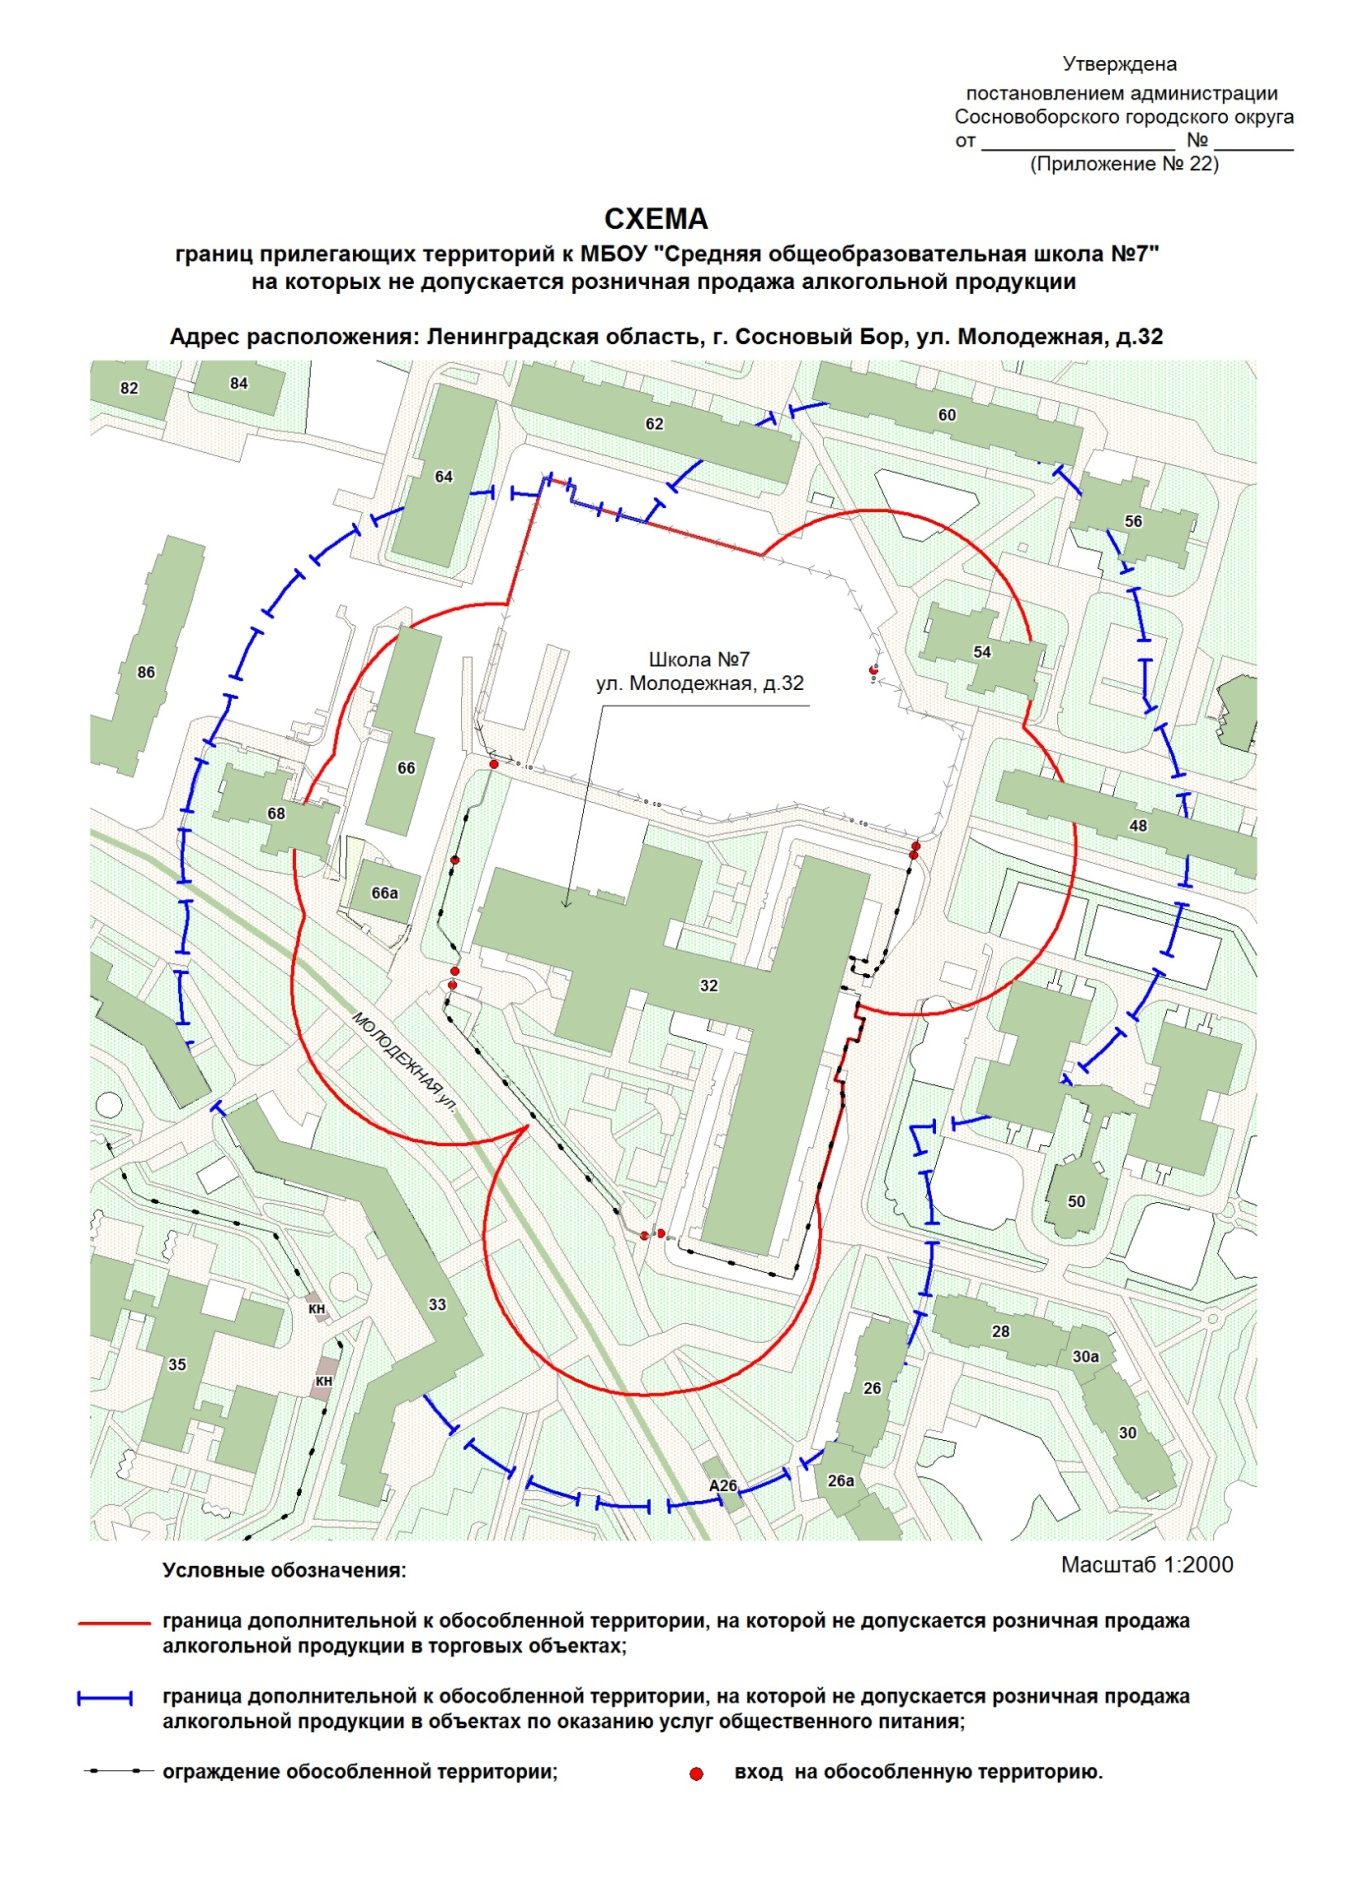 Утверждена
постановлением администрации
Сосновоборского городского округа
от __________________ № _______
(Приложение № 22)
СХЕМА
границ прилегающих территорий к МБОУ "Средняя общеобразовательная школа №7"
на которых не допускается розничная продажа алкогольной продукции
Адрес расположения: Ленинградская область, г. Сосновый Бор, ул. Молодежная, д.32
82
84
62
60
64
56
54
86
Школа №7
ул. Молодежная, д.32
66
68
48
66а
32
МОЛОДЕЖНАЯ ул.
50
33
кн
35
кн
28
30а
26
30
26а
А26
Условные обозначения:
Масштаб 1:2000
граница дополнительной к обособленной территории, на которой не допускается розничная продажа
алкогольной продукции в торговых объектах;
граница дополнительной к обособленной территории, на которой не допускается розничная продажа
алкогольной продукции в объектах по оказанию услуг общественного питания;
ограждение обособленной территории;
вход на обособленную территорию.